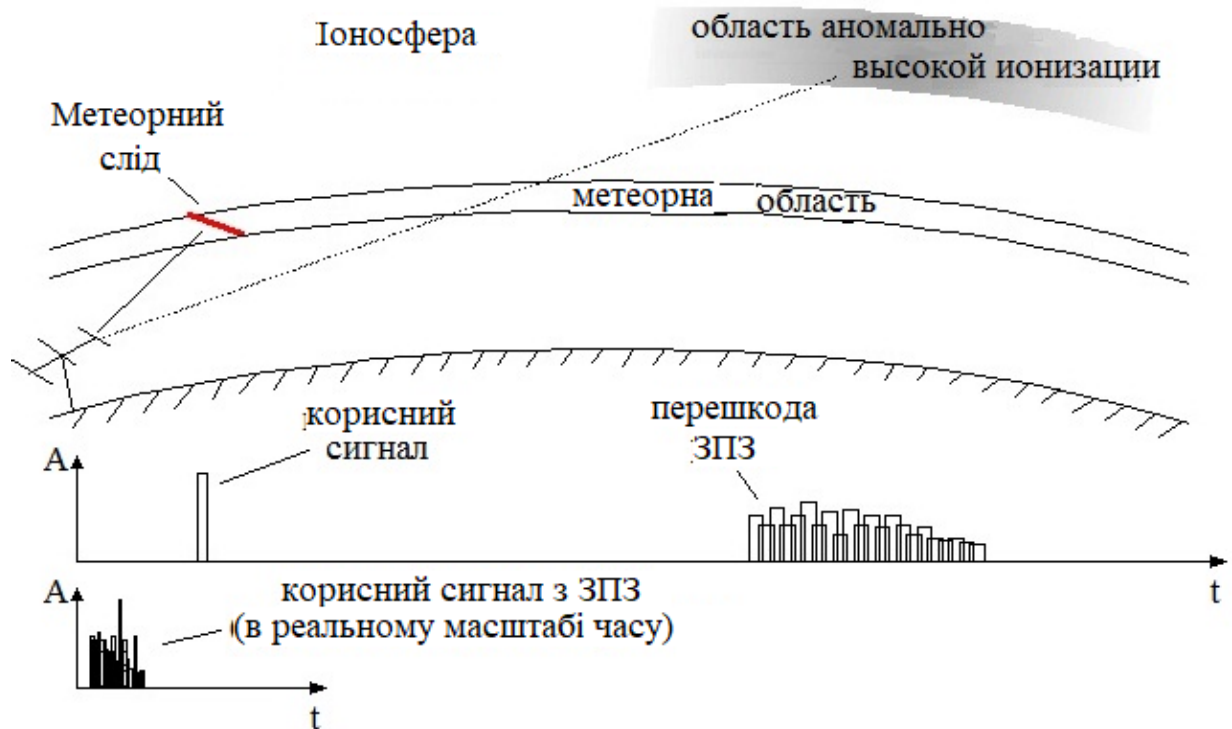 Іоносфера
область аномально
высокой ионизации
Метеорний
слід
метеорна область
корисний
сигнал
перешкода
ЗПЗ
A
t
A
корисний сигнал з ЗПЗ
(в реальному масштабі часу)
t